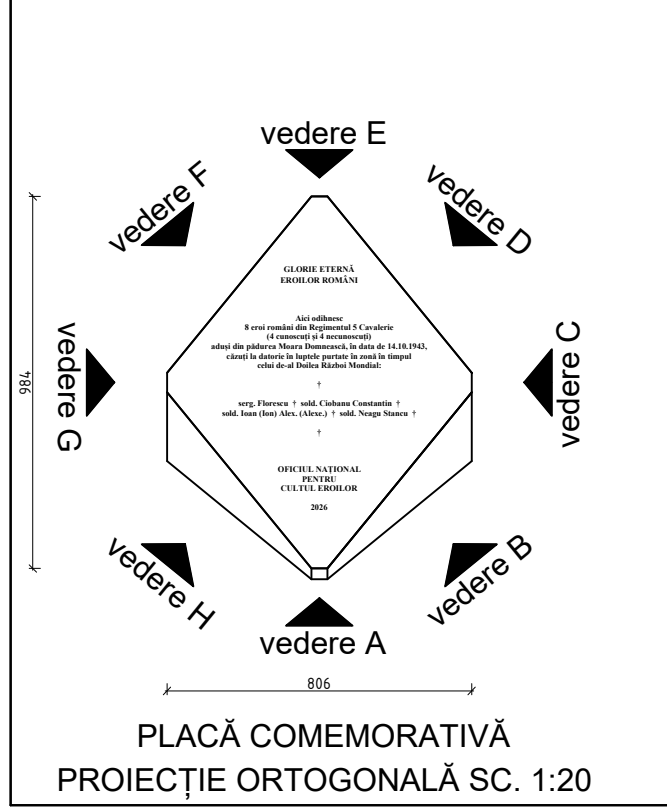 vedere E
vedere F
vedere D
GLORIE ETERNĂ
EROILOR ROMÂNI
Aici odihnesc
8 eroi români din Regimentul 5 Cavalerie
(4 cunoscuți și 4 necunoscuți)
aduși din pădurea Moara Domnească, în data de 14.10.1943,
căzuți la datorie în luptele purtate în zonă în timpul
celui de-al Doilea Război Mondial:
†
serg. Florescu † sold. Ciobanu Constantin †
sold. Ioan (Ion) Alex. (Alexe.) † sold. Neagu Stancu †
†
OFICIUL NAȚIONAL
PENTRU
CULTUL EROILOR
2026
vedere G
vedere C
984
vedere H
vedere B
vedere A
806
PLACĂ COMEMORATIVĂ
PROIECȚIE ORTOGONALĂ SC. 1:20